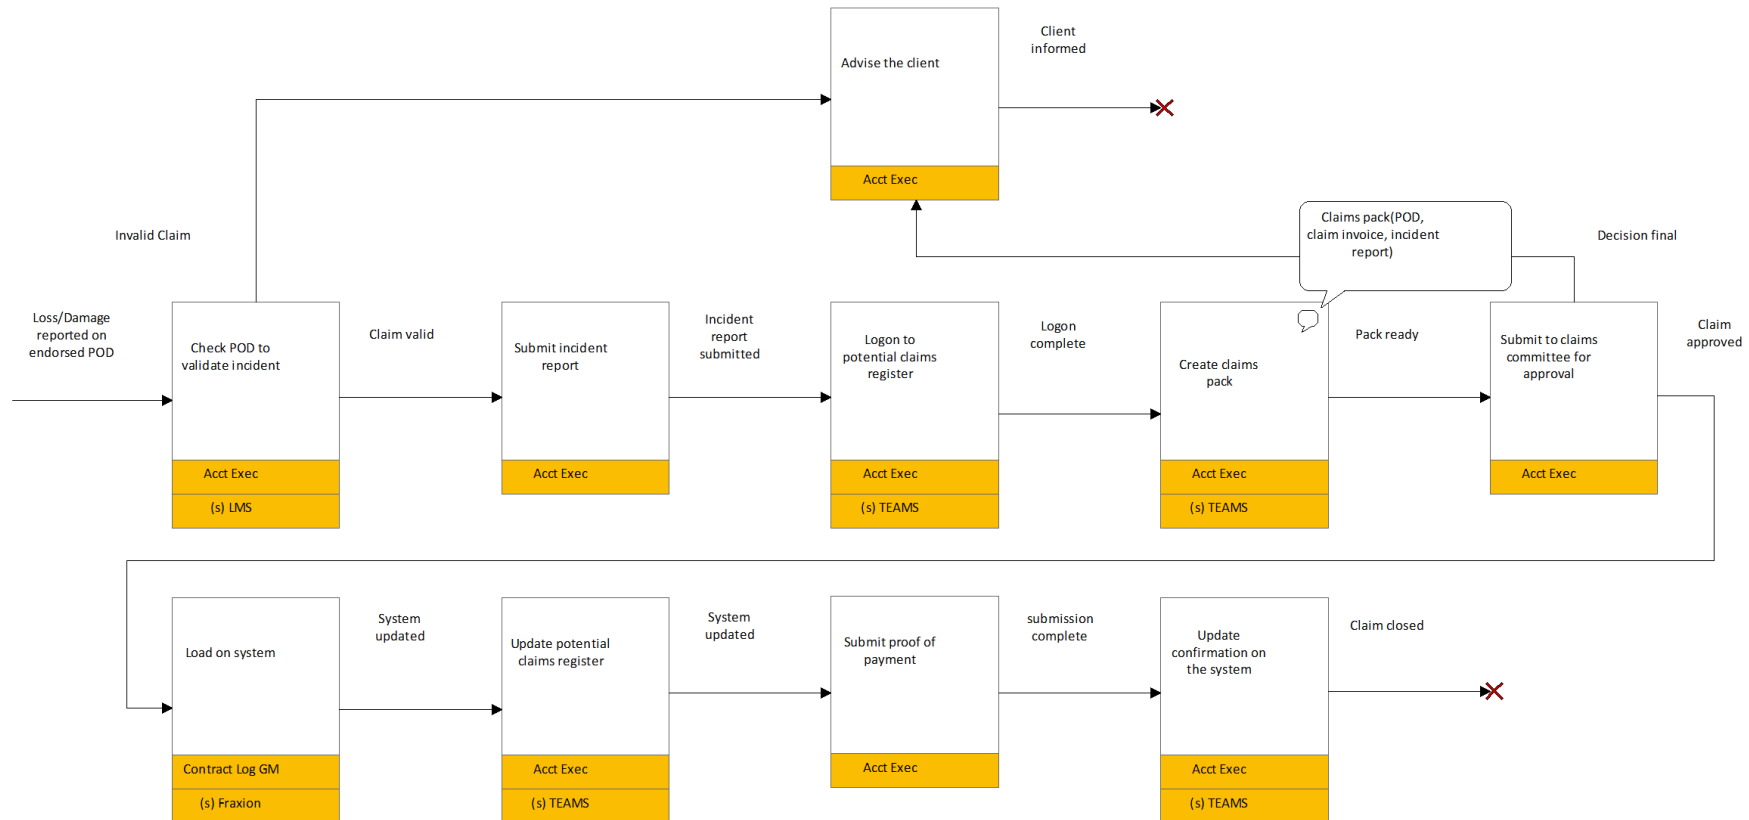 Advise the client
Client
informed
Acct Exec
Invalid Claim
Claims pack(POD,
claim invoice, incident
report)
Decision final
Loss/Damage
reported on
endorsed POD
Check POD to
validate incident
Acct Exec
(s) LMS
Claim valid
Submit incident
report
Acct Exec
Incident
report
submitted
Logon to
potential claims
register
Acct Exec
(s) TEAMS
Logon
complete
Create claims
pack
Acct Exec
(s) TEAMS
Pack ready
Submit to claims
committee for
approval
Acct Exec
Claim
approved
Load on system
Contract Log GM
(s) Fraxion
System
updated
Update potential
claims register
Acct Exec
(s) TEAMS
System
updated
Submit proof of
payment
Acct Exec
submission
complete
Update
confirmation on
the system
Acct Exec
(s) TEAMS
Claim closed